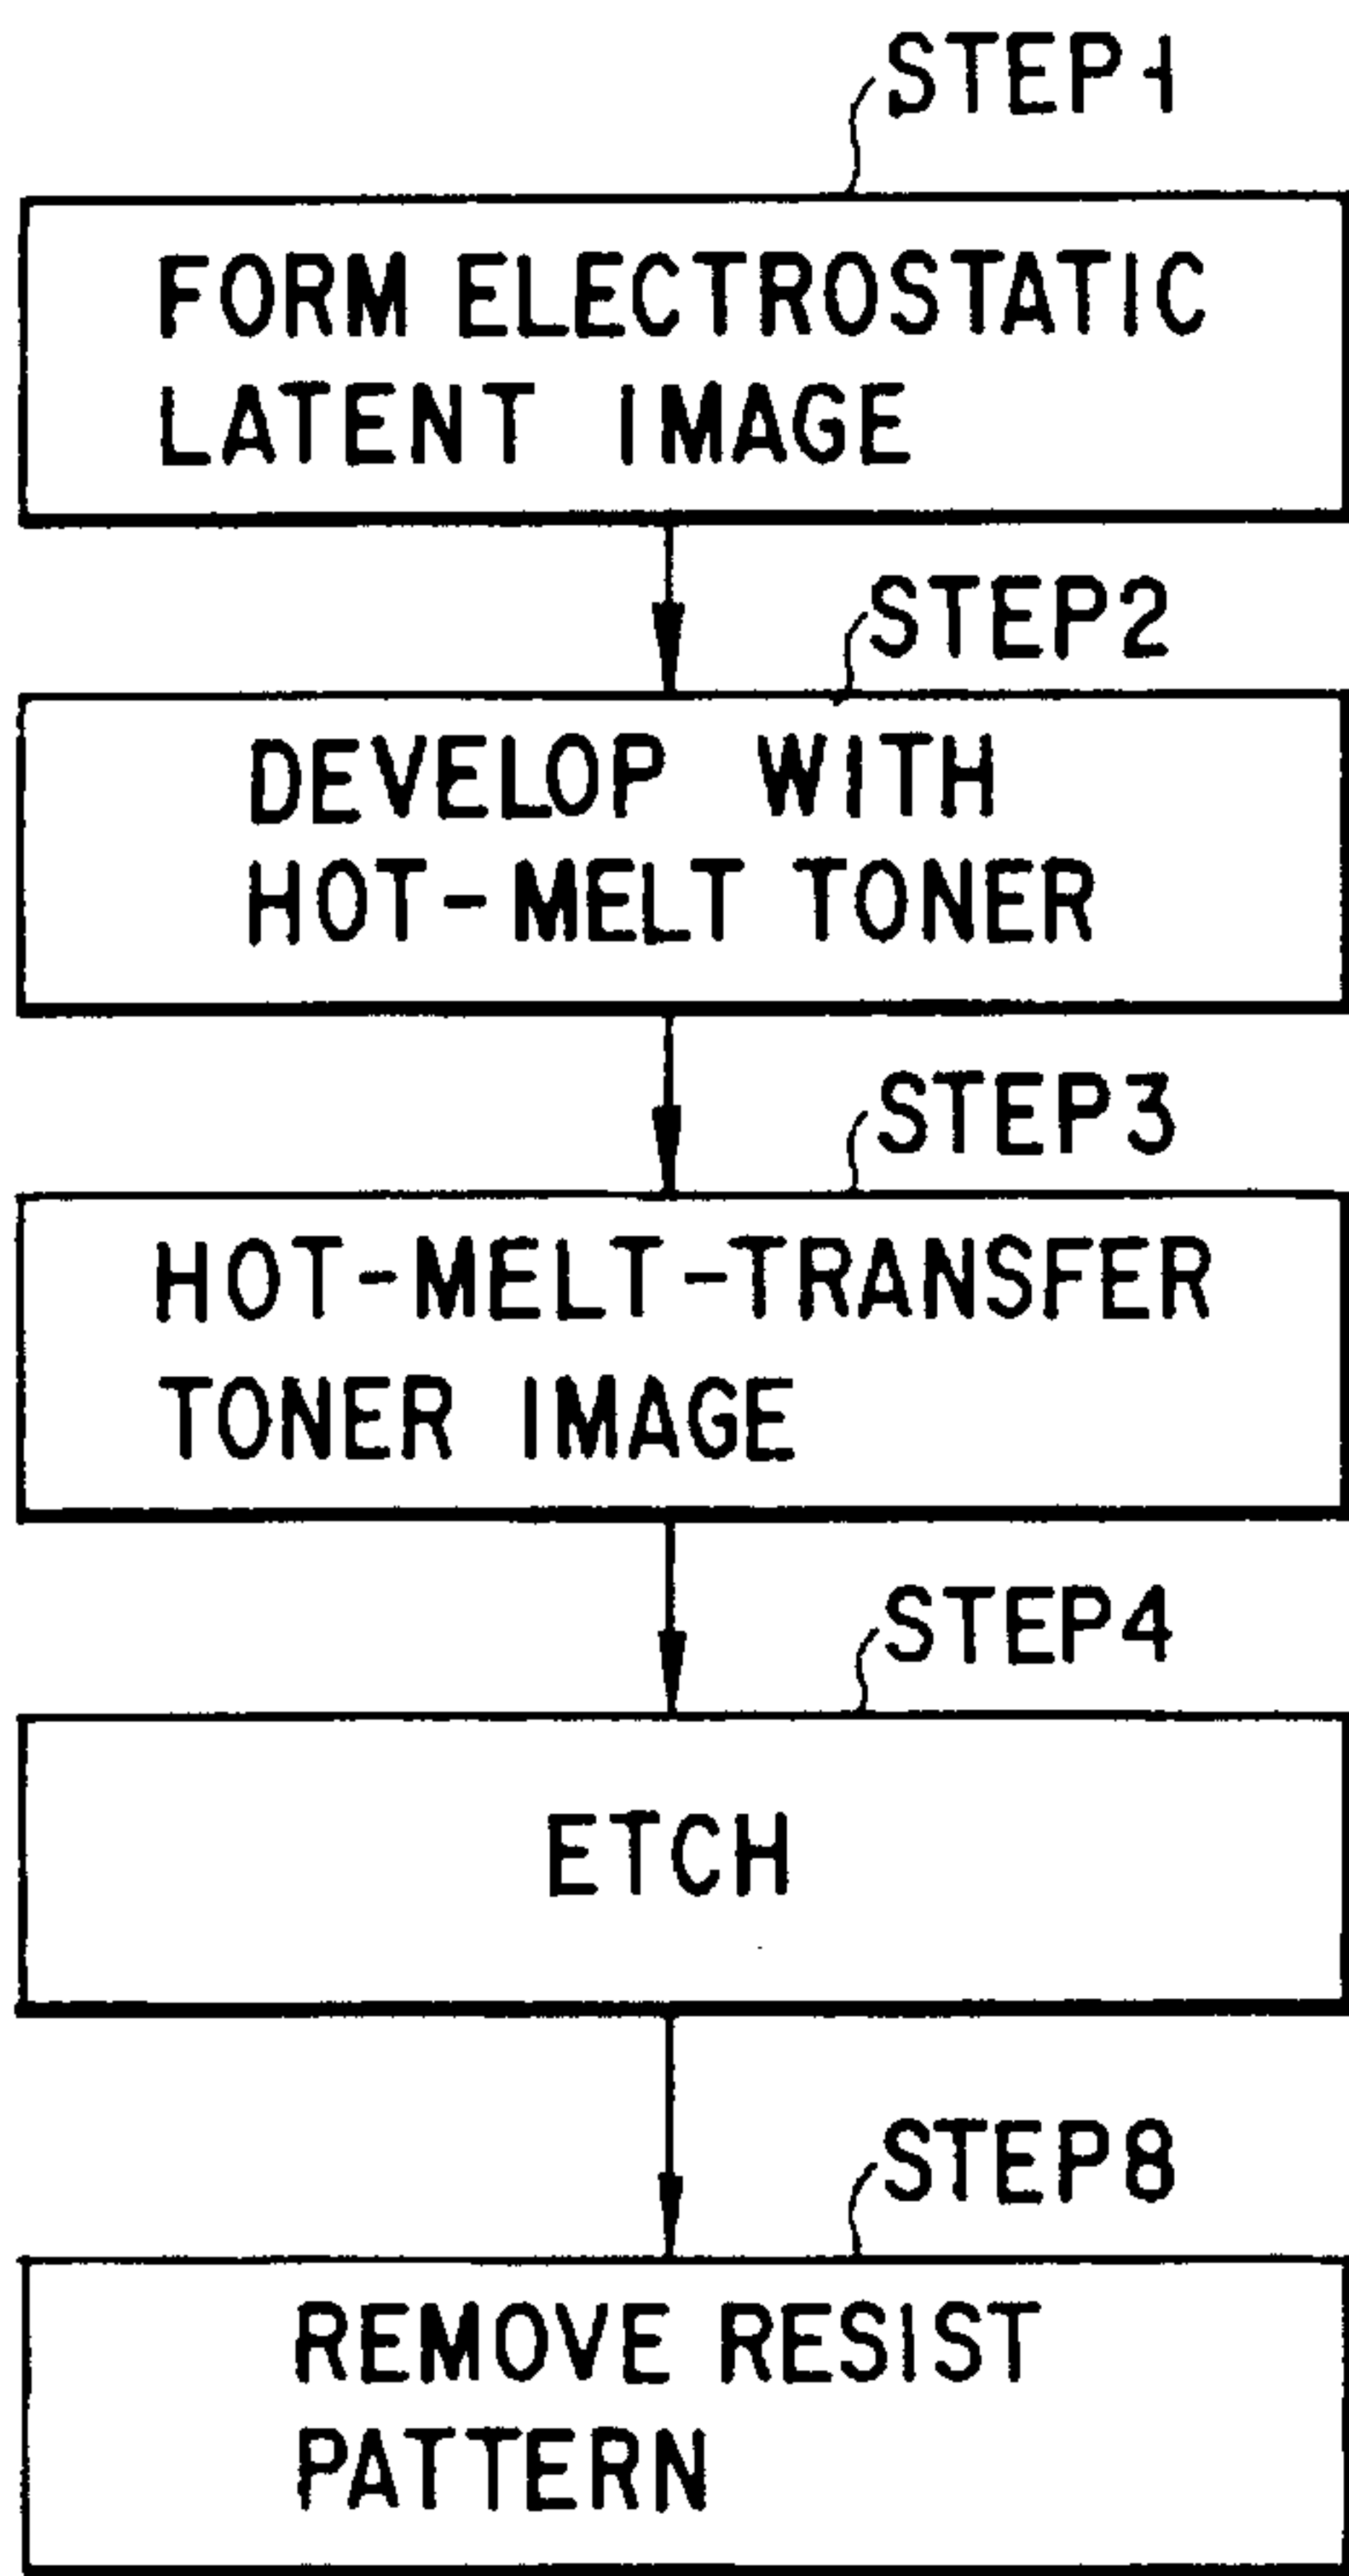 STEP1
FORM ELECTROSTATIC
LATENT IMAGE
STEP2
DEVELOP WITH
HOT-MELT TONER
STEP3
HOT-MELT-TRANSFER
TONER IMAGE
STEP4
ETCH
STEP8
REMOVE RESIST
PATTERN